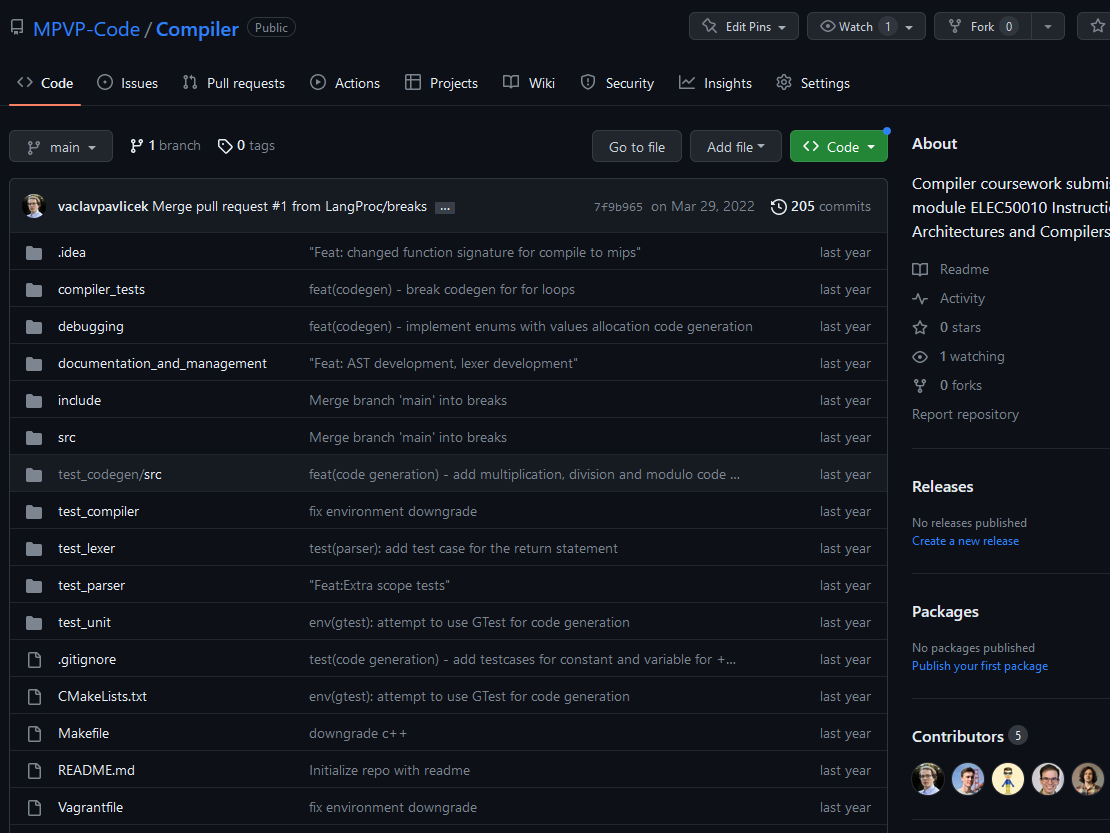 MPVP-Code / Compiler Public
Edit Pins Watch 1 Fork 0
Code Issues Pull requests Actions Projects Wiki Security Insights Settings
main 1 branch 0 tags Go to file Add file Code
vaclavpavlicek Merge pull request #1 from LangProc/breaks ... 7f9b965 on Mar 29, 2022 205 commits
.idea "Feat: changed function signature for compile to mips" last year
compiler_tests feat(codegen) - break codegen for for loops last year
debugging feat(codegen) - implement enums with values allocation code generation last year
documentation_and_management "Feat: AST development, lexer development" last year
include Merge branch 'main' into breaks last year
src Merge branch 'main' into breaks last year
test_codegen/src feat(code generation) - add multiplication, division and modulo code ... last year
test_compiler fix environment downgrade last year
test_lexer test(parser): add test case for the return statement last year
test_parser "Feat:Extra scope tests" last year
test_unit env(gtest): attempt to use GTest for code generation last year
.gitignore test(code generation) - add testcases for constant and variable for +... last year
CMakeLists.txt env(gtest): attempt to use GTest for code generation last year
Makefile downgrade c++ last year
README.md Initialize repo with readme last year
Vagrantfile fix environment downgrade last year
About
Compiler coursework submis
module ELEC50010 Instructi
Architectures and Compilers
Readme
Activity
0 stars
1 watching
0 forks
Report repository
Releases
No releases published
Create a new release
Packages
No packages published
Publish your first package
Contributors 5